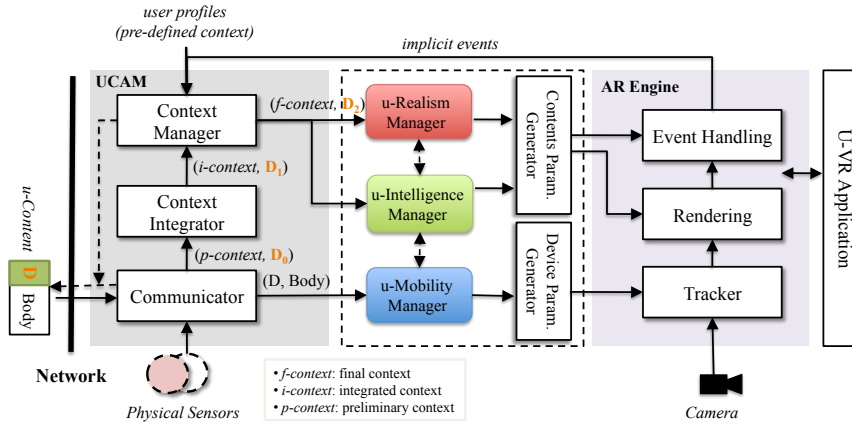 user profiles
(pre-defined context)
implicit events
UCAM
Context
Manager
(f-context, D2)
(i-context, D1)
Context
Integrator
(p-context, D0)
Communicator
(D, Body)
u-Content
D
Body
Network
Physical Sensors
u-Realism
Manager
u-Intelligence
Manager
u-Mobility
Manager
Contents Param.
Generator
Device Param.
Generator
AR Engine
Event Handling
Rendering
Tracker
Camera
U-VR Application
• f-context: final context
• i-context: integrated context
• p-context: preliminary context